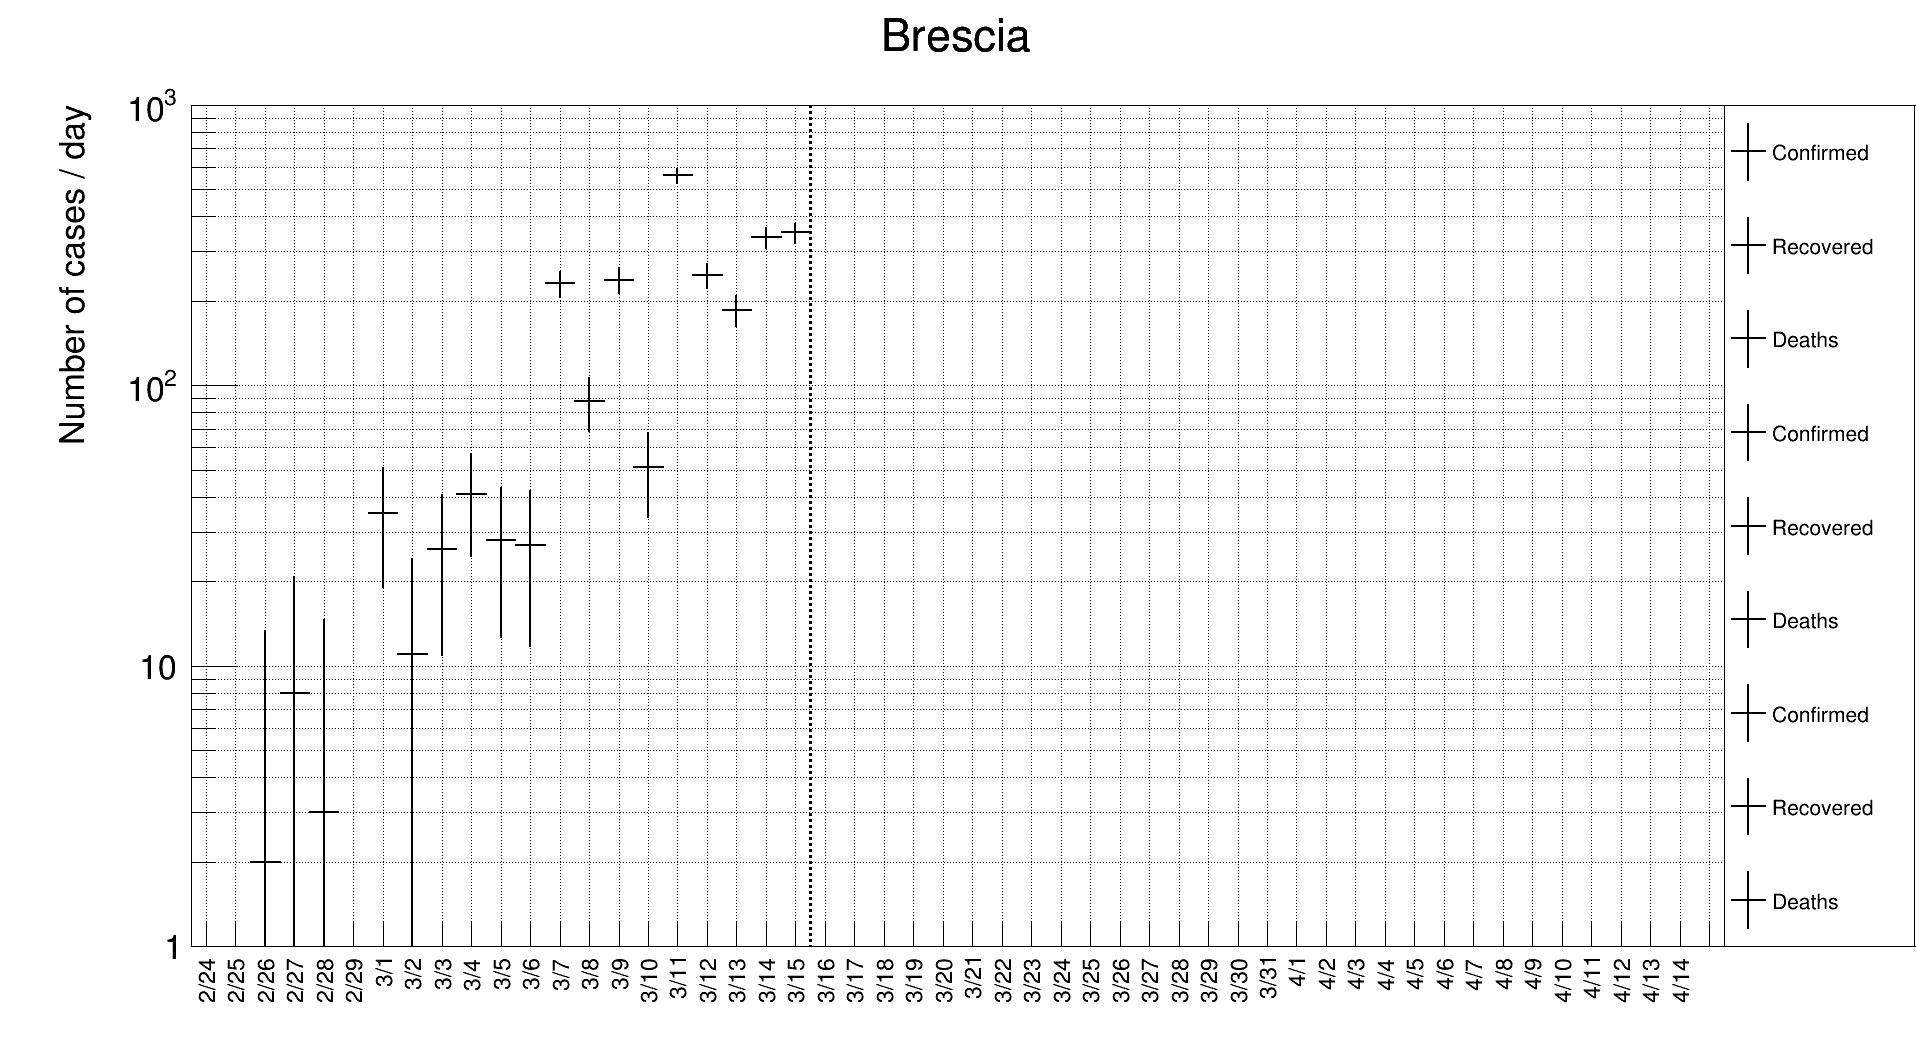 Brescia
Number of cases / day
10³
10²
10
1
2/24 2/25 2/26 2/27 2/28 2/29 3/1 3/2 3/3 3/4 3/5 3/6 3/7 3/8 3/9 3/10 3/11 3/12 3/13 3/14 3/15 3/16 3/17 3/18 3/19 3/20 3/21 3/22 3/23 3/24 3/25 3/26 3/27 3/28 3/29 3/30 3/31 4/1 4/2 4/3 4/4 4/5 4/6 4/7 4/8 4/9 4/10 4/11 4/12 4/13 4/14
Confirmed
Recovered
Deaths
Confirmed
Recovered
Deaths
Confirmed
Recovered
Deaths